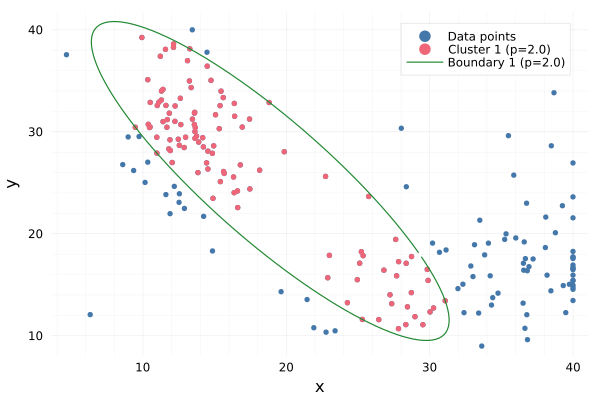 Data points
Cluster 1 (p=2.0)
Boundary 1 (p=2.0)
40
30
20
10
y
10 20 30 40
x